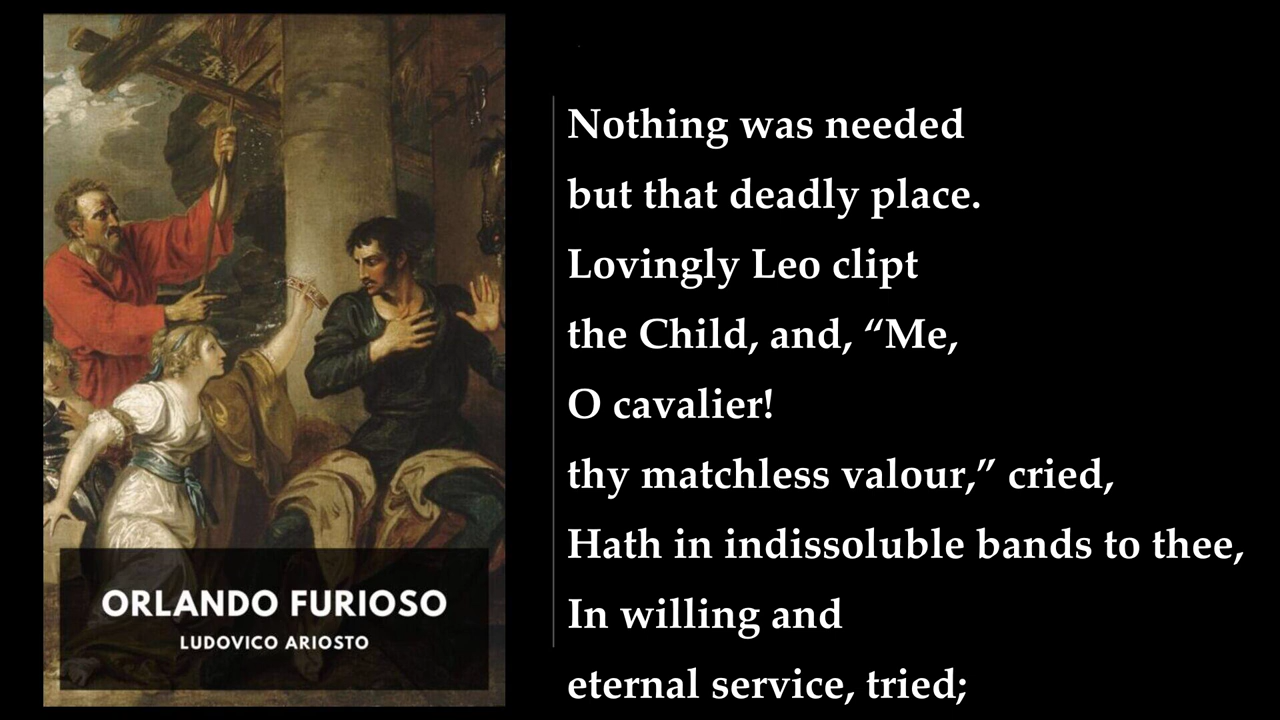 ORLANDO FURIOSO
LUDOVICO ARIOSTO
Nothing was needed
but that deadly place.
Lovingly Leo clipt
the Child, and, “Me,
O cavalier!
thy matchless valour,” cried,
Hath in indissoluble bands to thee,
In willing and
eternal service, tried;